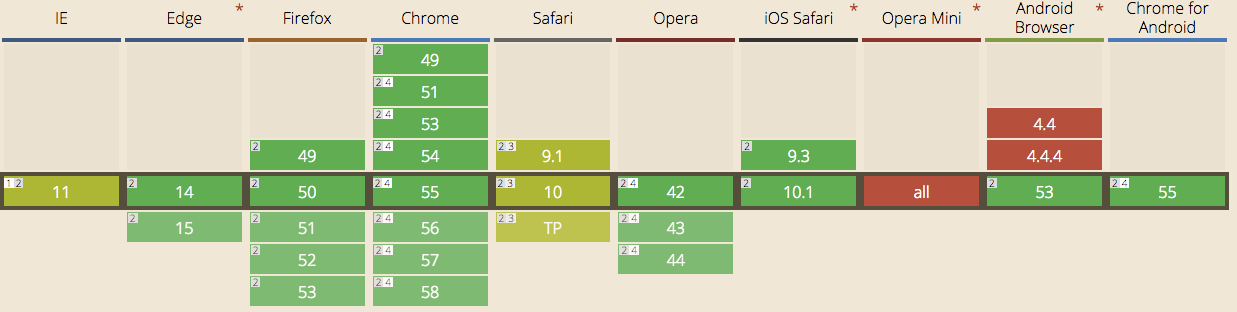 IE Edge * Firefox Chrome Safari Opera iOS Safari * Opera Mini * Android Browser * Chrome for Android
2 49
2 4 51
2 4 53 4.4
2 49 2 4 54 2 3 9.1 2 9.3 4.4.4
1 2 11 2 14 2 50 2 4 55 2 3 10 2 4 42 2 10.1 all 2 53 2 4 55
2 15 2 51 2 4 56 2 3 TP 2 4 43
2 52 2 4 57 2 4 44
2 53 2 4 58